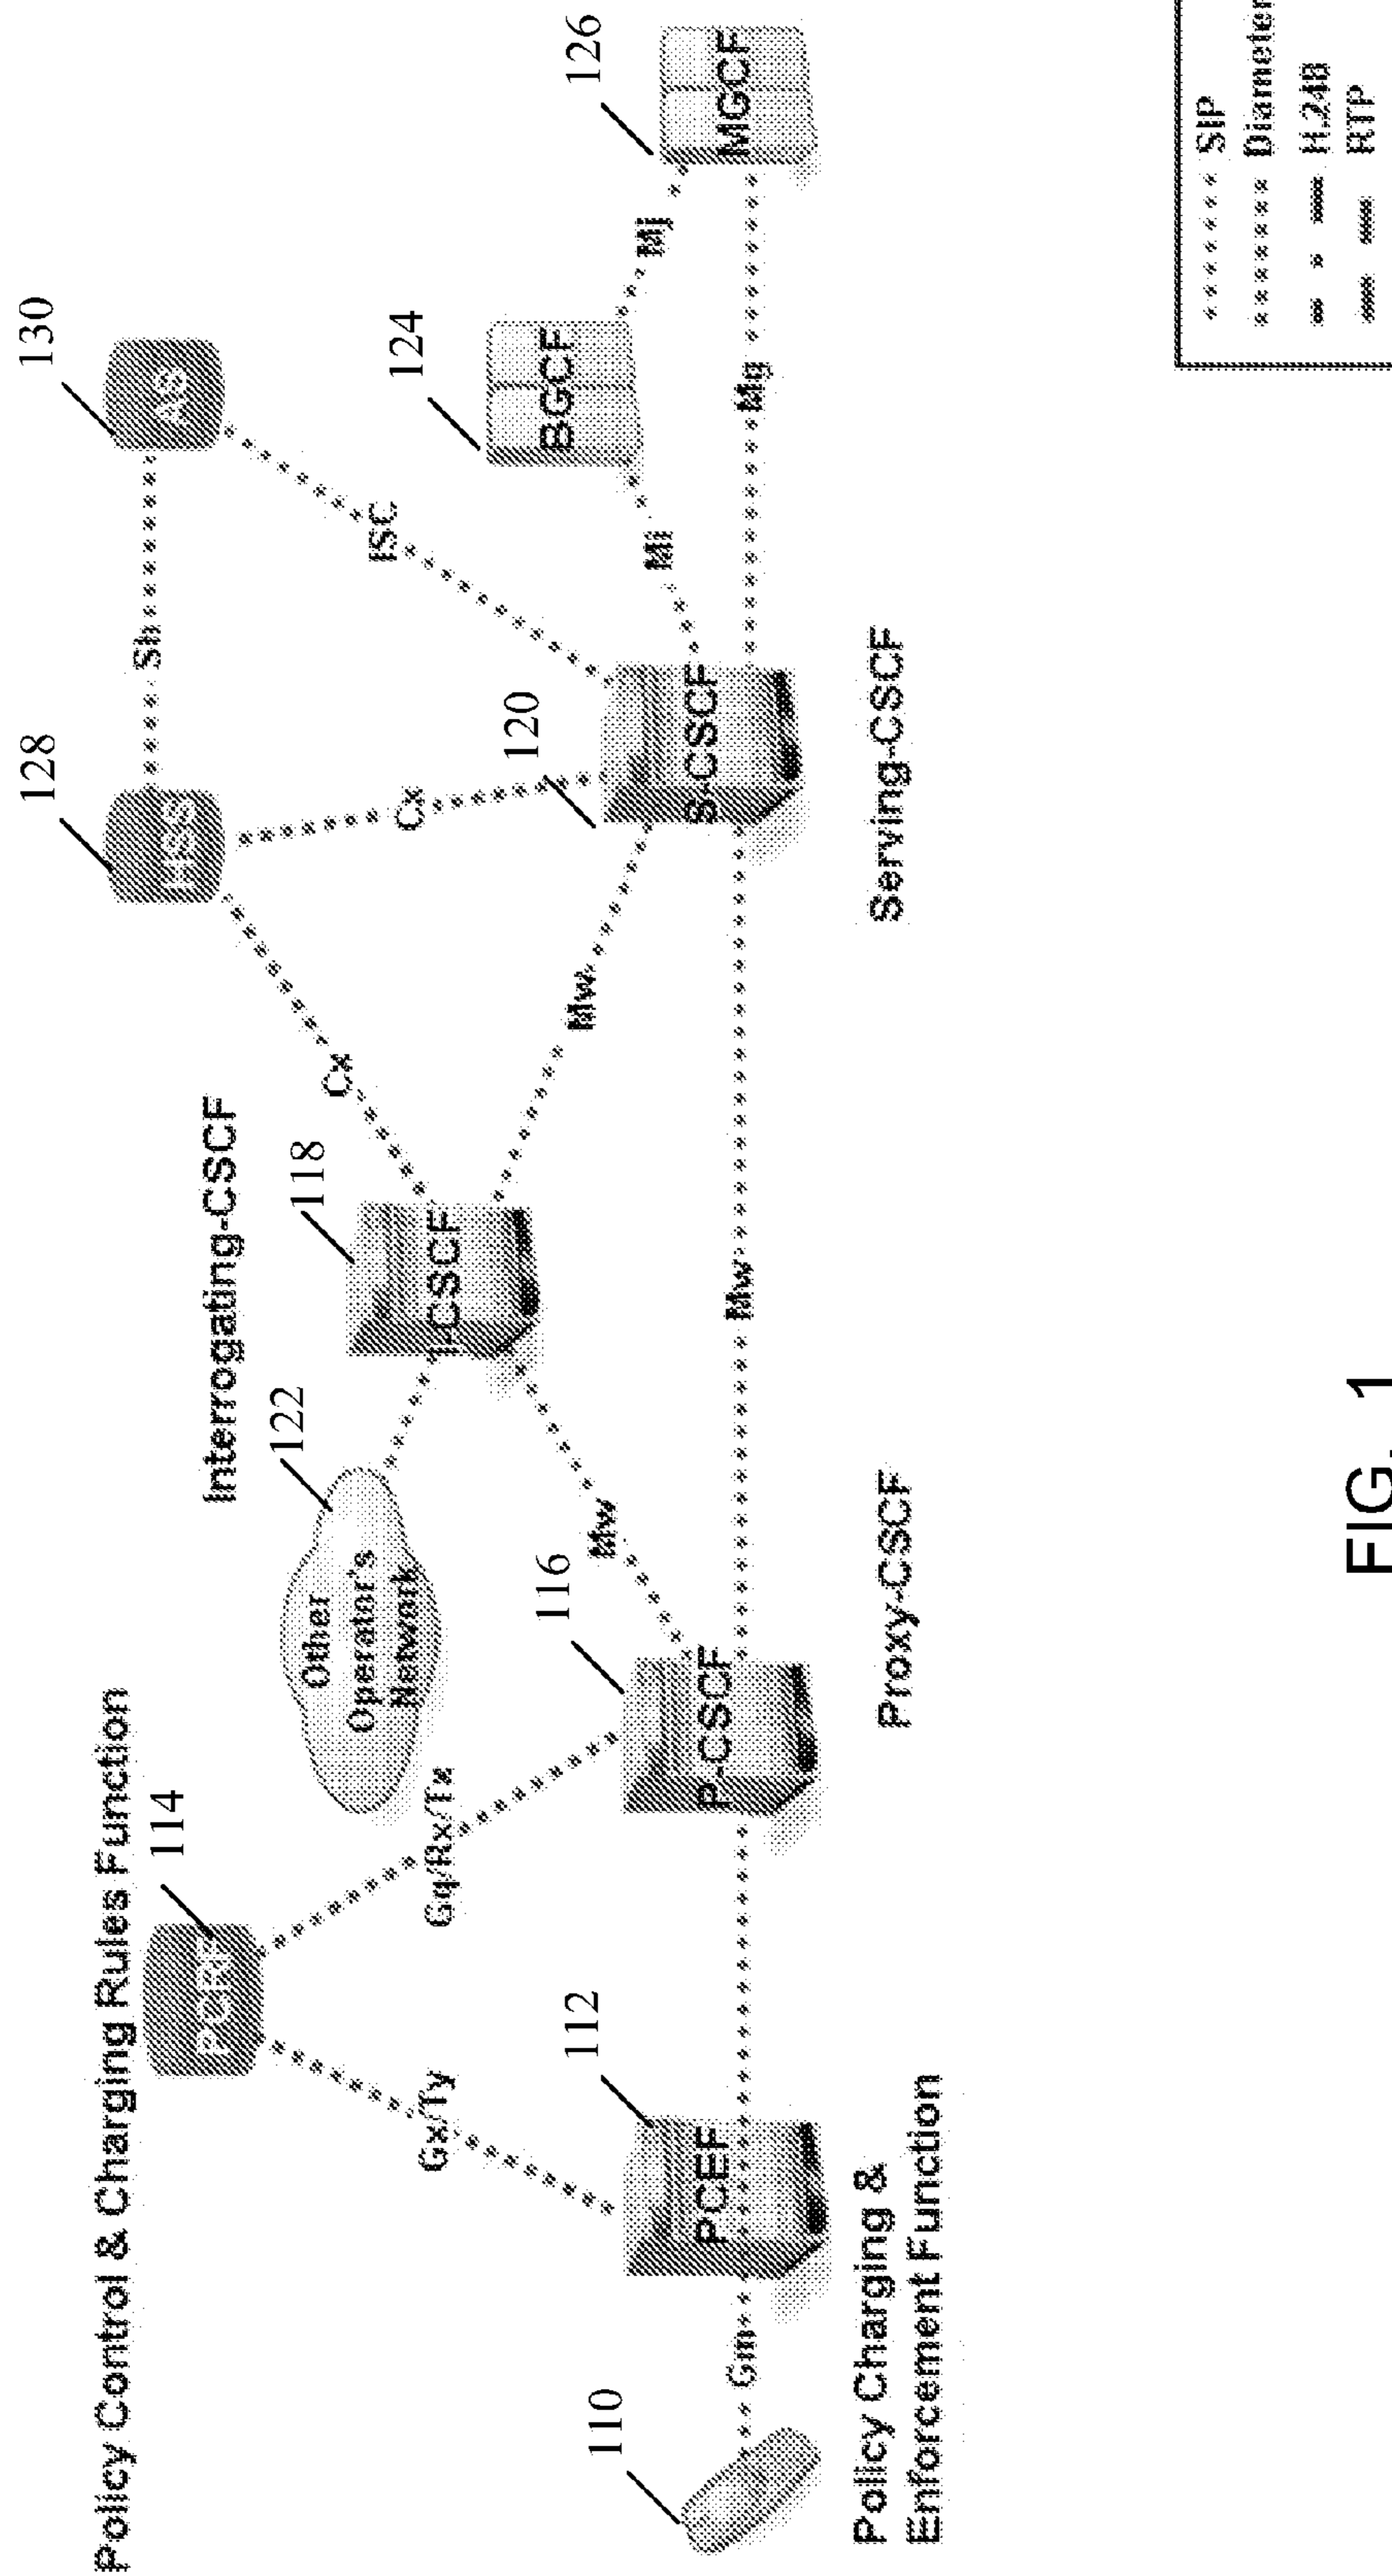 Policy Control & Charging Rules Function
114
PCRF
128
HSS
Sh
130
AS
Interrogating-CSCF
122
118
Other
Operator's
Network
I-CSCF
Cx
Cx
ISC
124
BGCF
Gx/Ty
Gq/Rx/Tx
Mw
Mw
Mi
Mj
110
112
116
120
126
Gm
PCEF
P-CSCF
Mw
S-CSCF
Mg
MGCF
Policy Charging &
Enforcement Function
Proxy-CSCF
Serving-CSCF
SIP
Diameter
H.248
RTP
FIG. 1